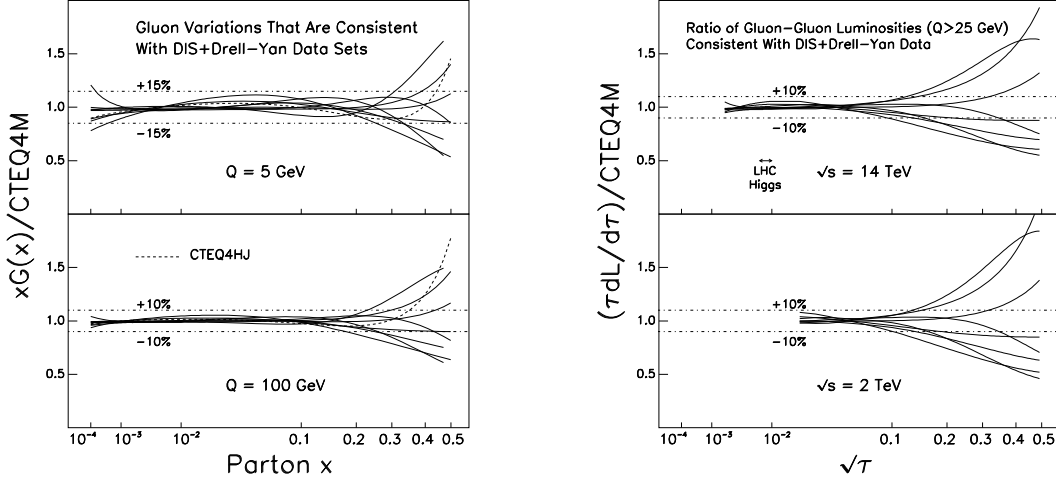 Gluon Variations That Are Consistent
With DIS+Drell-Yan Data Sets
1.5
+15%
1.0
-15%
0.5
Q = 5 GeV
CTEQ4HJ
1.5
+10%
1.0
-10%
0.5
Q = 100 GeV
10⁻⁴ 10⁻³ 10⁻² 0.1 0.2 0.3 0.4 0.5
Parton x
xG(x)/CTEQ4M
Ratio of Gluon-Gluon Luminosities (Q>25 GeV)
Consistent With DIS+Drell-Yan Data
1.5
+10%
1.0
-10%
0.5
LHC
Higgs
√s = 14 TeV
1.5
+10%
1.0
-10%
0.5
√s = 2 TeV
10⁻⁴ 10⁻³ 10⁻² 0.1 0.2 0.3 0.4 0.5
√τ
(τdL/dτ)/CTEQ4M